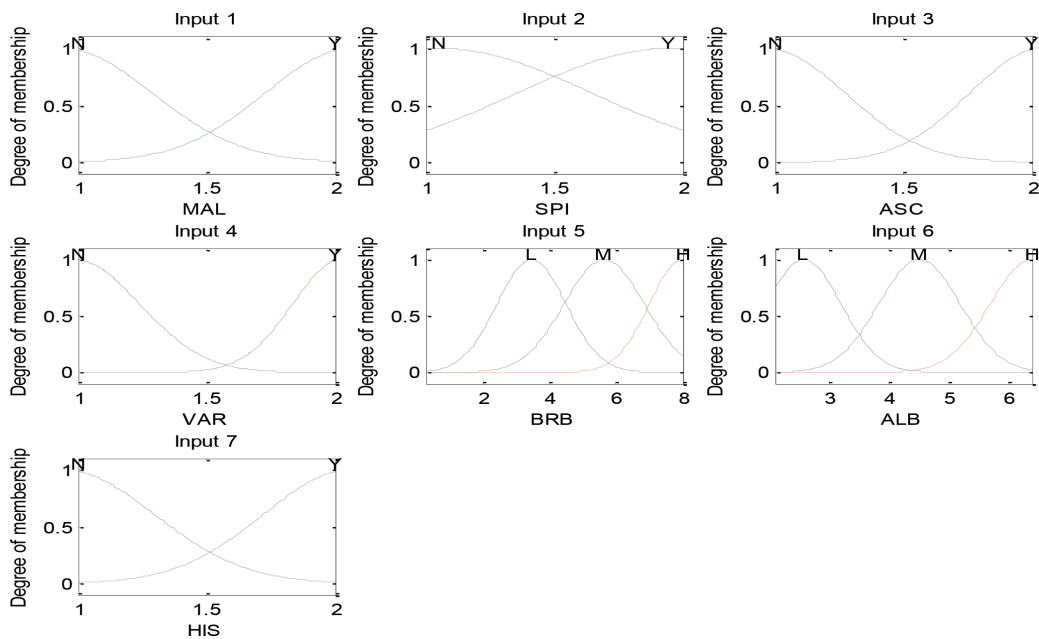 Input 1
Degree of membership
1
0.5
0
N
Y
1 1.5 2
MAL
Input 2
Degree of membership
1
0.5
0
N
Y
1 1.5 2
SPI
Input 3
Degree of membership
1
0.5
0
N
Y
1 1.5 2
ASC
Input 4
Degree of membership
1
0.5
0
N
Y
1 1.5 2
VAR
Input 5
Degree of membership
1
0.5
0
L
M
H
2 4 6 8
BRB
Input 6
Degree of membership
1
0.5
0
L
M
H
3 4 5 6
ALB
Input 7
Degree of membership
1
0.5
0
N
Y
1 1.5 2
HIS